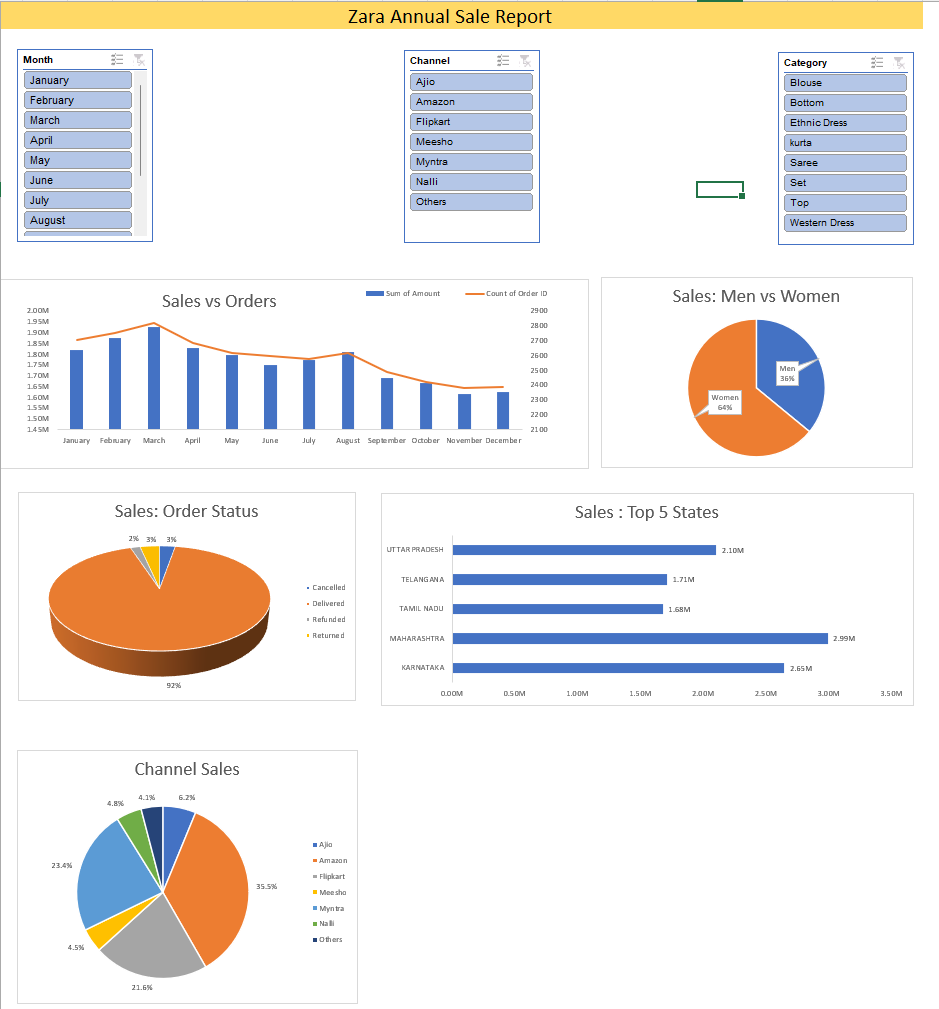 Zara Annual Sale Report
Month
January
February
March
April
May
June
July
August
Channel
Ajio
Amazon
Flipkart
Meesho
Myntra
Nalli
Others
Category
Blouse
Bottom
Ethnic Dress
kurta
Saree
Set
Top
Western Dress
Sales vs Orders
Sum of Amount
Count of Order ID
2.00M
1.95M
1.90M
1.85M
1.80M
1.75M
1.70M
1.65M
1.60M
1.55M
1.50M
1.45M
2900
2800
2700
2600
2500
2400
2300
2200
2100
January February March April May June July August September October November December
Sales: Men vs Women
Men
36%
Women
64%
Sales: Order Status
2% 3% 3%
92%
Cancelled
Delivered
Refunded
Returned
Sales : Top 5 States
UTTAR PRADESH 2.10M
TELANGANA 1.71M
TAMIL NADU 1.68M
MAHARASHTRA 2.99M
KARNATAKA 2.65M
0.00M 0.50M 1.00M 1.50M 2.00M 2.50M 3.00M 3.50M
Channel Sales
4.8% 4.1% 6.2%
23.4%
35.5%
4.5%
21.6%
Ajio
Amazon
Flipkart
Meesho
Myntra
Nalli
Others